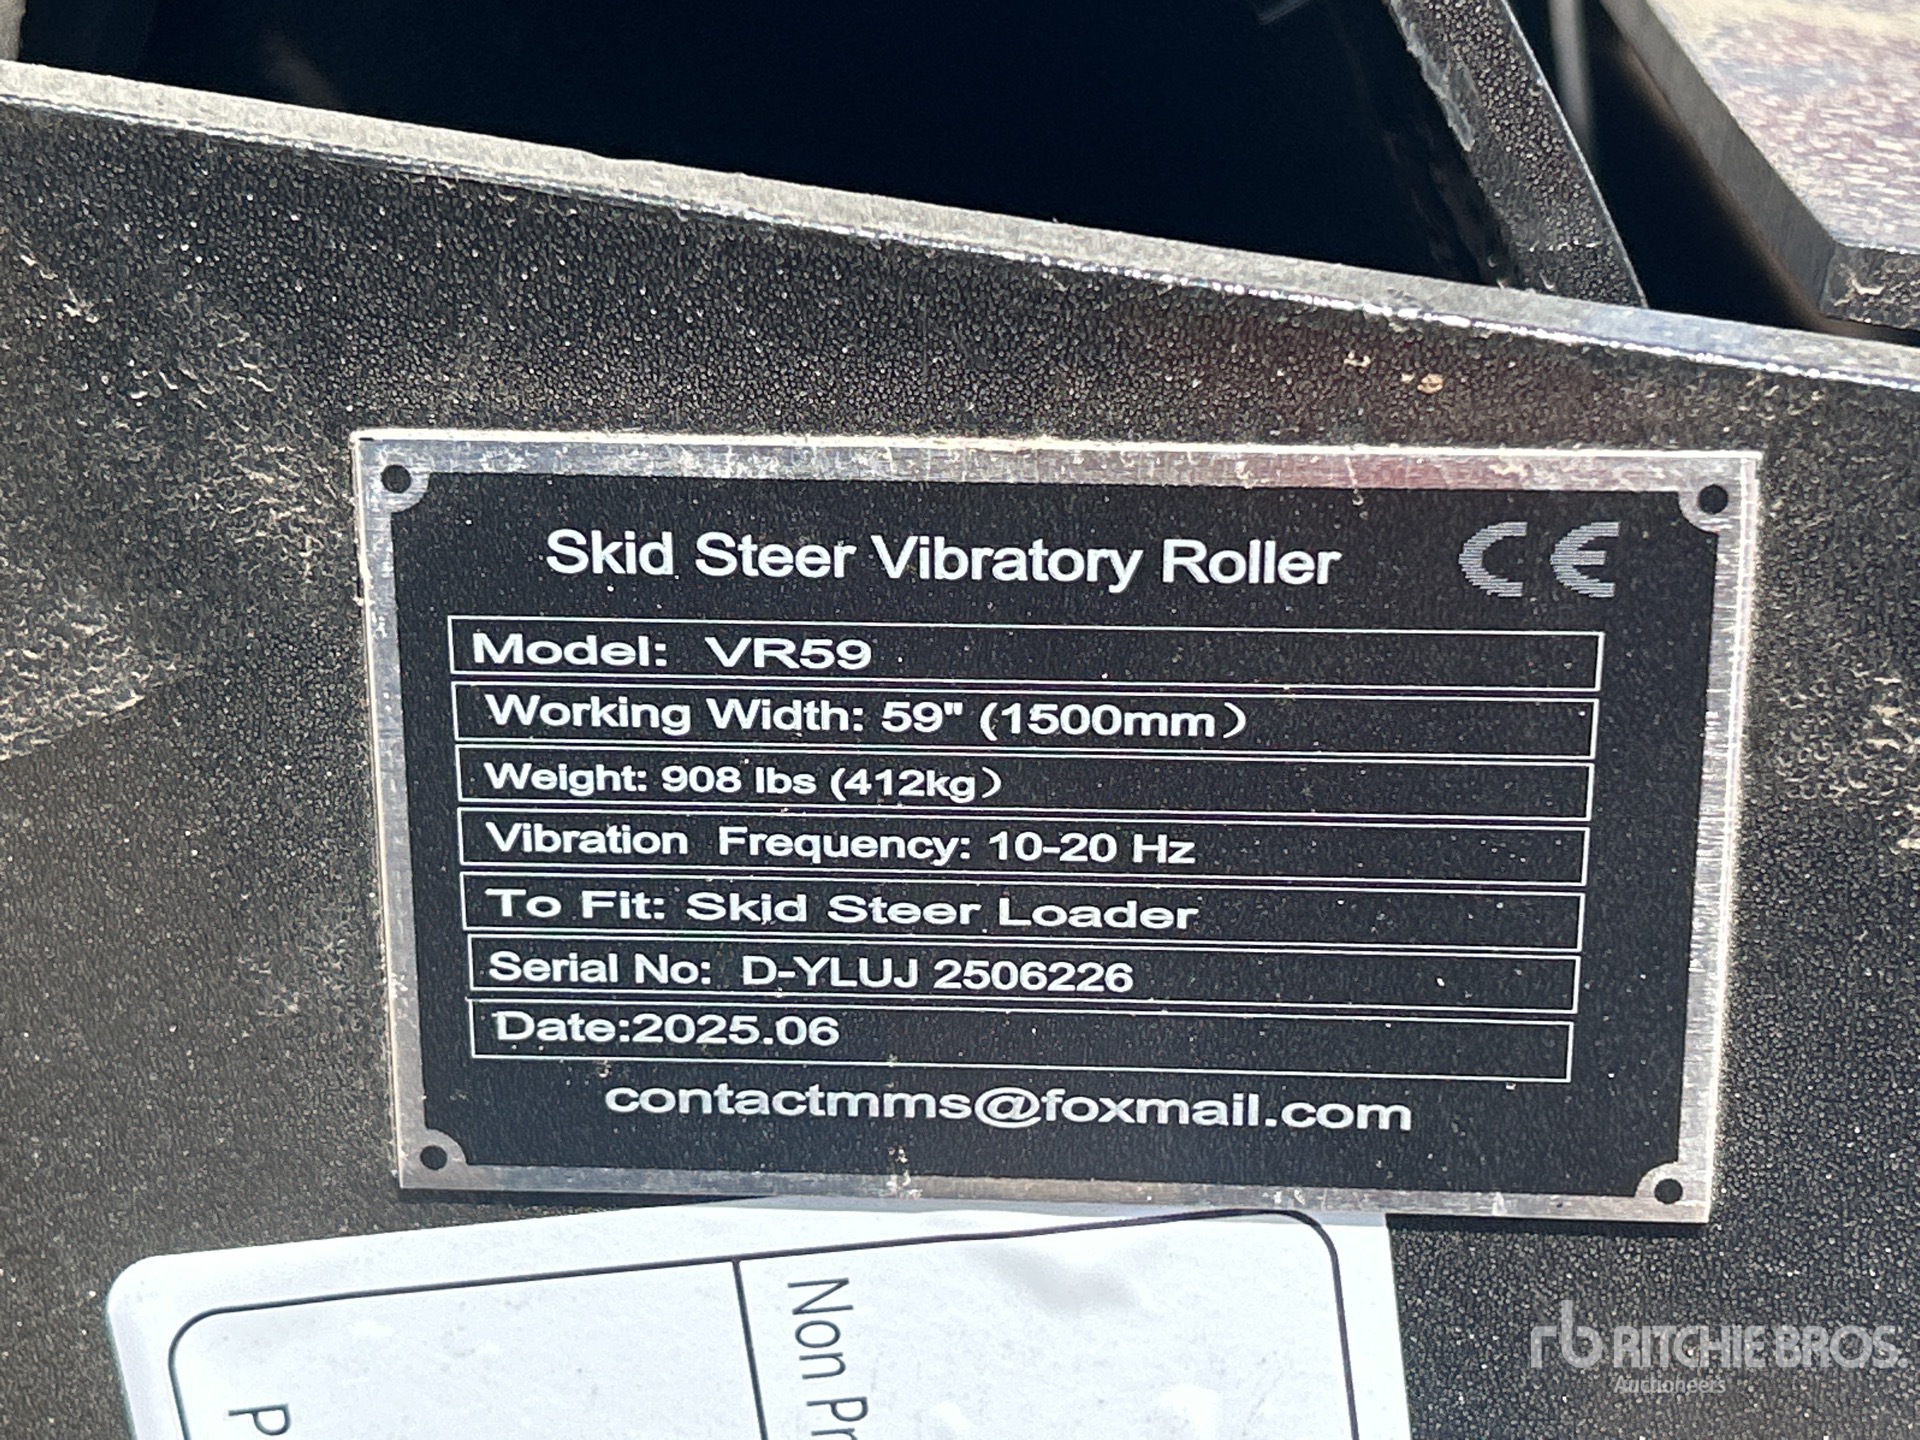 Skid Steer Vibratory Roller CE
Model: VR59
Working Width: 59" (1500mm）
Weight: 908 lbs (412kg）
Vibration Frequency: 10-20 Hz
To Fit: Skid Steer Loader
Serial No: D-YLUJ 2506226
Date:2025.06
contactmms@foxmail.com
Non
rb RITCHIE BROS.
Auctioneers